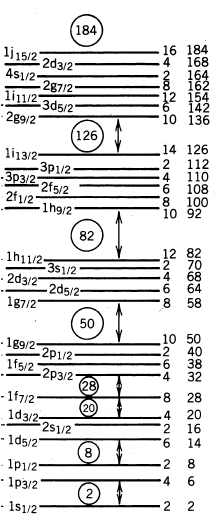 184
1j15/2 16 184
2d3/2 4 168
4s1/2 2 164
2g7/2 8 162
1i11/2 12 154
3d5/2 6 142
2g9/2 10 136
126
1i13/2 14 126
3p1/2 2 112
3p3/2 4 110
2f5/2 6 108
2f7/2 8 100
1h9/2 10 92
82
1h11/2 12 82
3s1/2 2 70
2d3/2 4 68
2d5/2 6 64
1g7/2 8 58
50
1g9/2 10 50
2p1/2 2 40
1f5/2 6 38
2p3/2 4 32
28
1f7/2 8 28
20
1d3/2 4 20
2s1/2 2 16
1d5/2 6 14
8
1p1/2 2 8
1p3/2 4 6
2
1s1/2 2 2